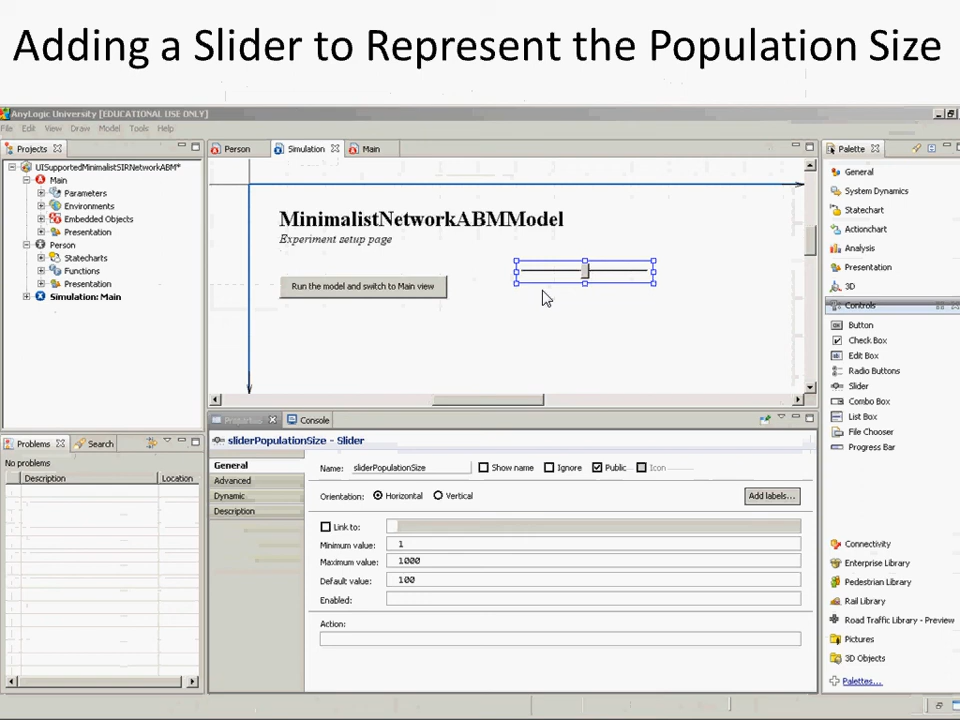 Adding a Slider to Represent the Population Size
AnyLogic University [EDUCATIONAL USE ONLY]
File Edit View Draw Model Tools Help
Projects
UISupportedMinimalistSIRNetworkABM*
Main
Parameters
Environments
Embedded Objects
Presentation
Person
Statecharts
Functions
Presentation
Simulation: Main
Problems Search
No problems
Description Location
Person Simulation Main
MinimalistNetworkABMModel
Experiment setup page
Run the model and switch to Main view
Properties Console
sliderPopulationSize - Slider
General
Advanced
Dynamic
Description
Name: sliderPopulationSize Show name Ignore Public Icon
Orientation: Horizontal Vertical Add labels...
Link to:
Minimum value: 1
Maximum value: 1000
Default value: 100
Enabled:
Action:
Palette
General
System Dynamics
Statechart
Actionchart
Analysis
Presentation
3D
Controls
Button
Check Box
Edit Box
Radio Buttons
Slider
Combo Box
List Box
File Chooser
Progress Bar
Connectivity
Enterprise Library
Pedestrian Library
Rail Library
Road Traffic Library - Preview
Pictures
3D Objects
Palettes...